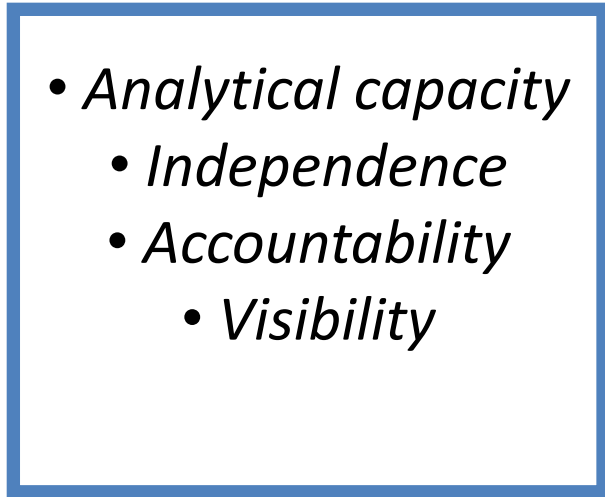 • Analytical capacity
• Independence
• Accountability
• Visibility